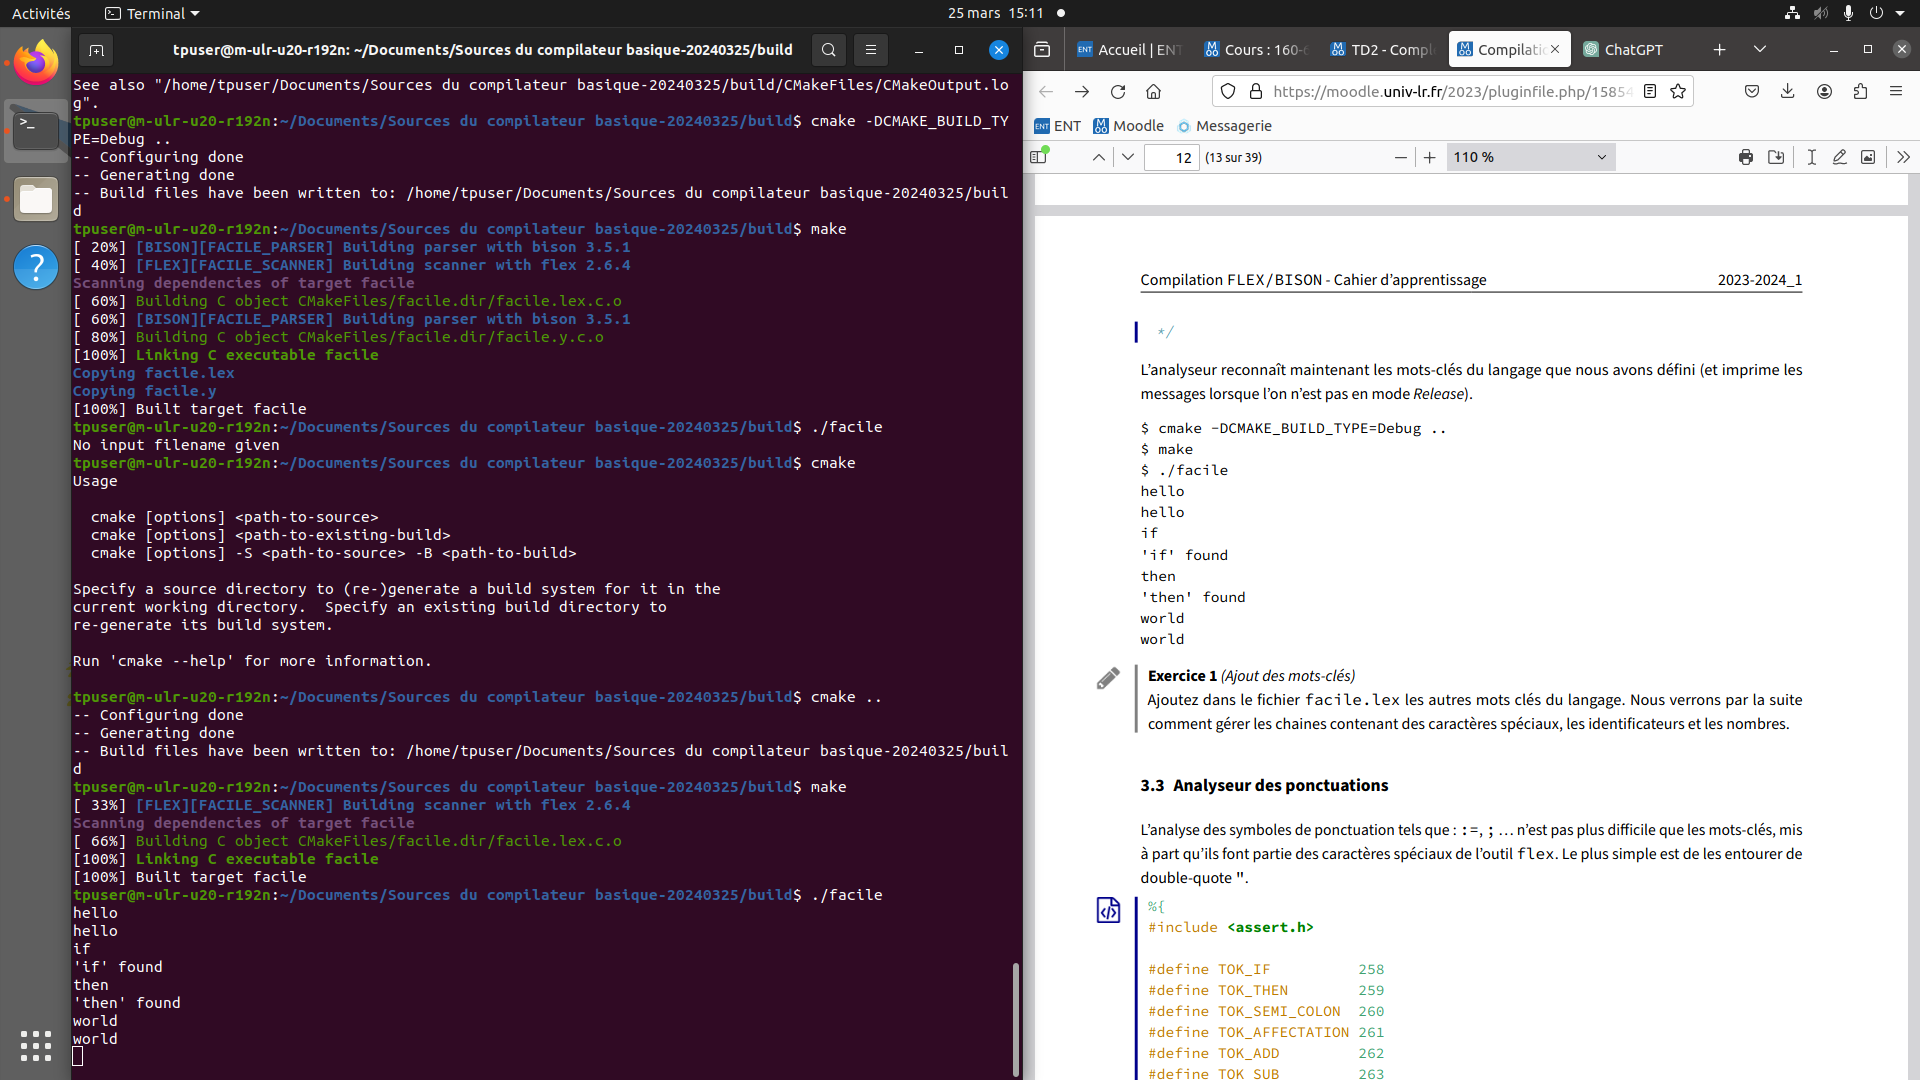 Activités
Terminal
25 mars 15:11
tpuser@m-ulr-u20-r192n: ~/Documents/Sources du compilateur basique-20240325/build
See also "/home/tpuser/Documents/Sources du compilateur basique-20240325/build/CMakeFiles/CMakeOutput.lo
g".
tpuser@m-ulr-u20-r192n:~/Documents/Sources du compilateur basique-20240325/build$ cmake -DCMAKE_BUILD_TY
PE=Debug ..
-- Configuring done
-- Generating done
-- Build files have been written to: /home/tpuser/Documents/Sources du compilateur basique-20240325/buil
d
tpuser@m-ulr-u20-r192n:~/Documents/Sources du compilateur basique-20240325/build$ make
[ 20%] [BISON][FACILE_PARSER] Building parser with bison 3.5.1
[ 40%] [FLEX][FACILE_SCANNER] Building scanner with flex 2.6.4
Scanning dependencies of target facile
[ 60%] Building C object CMakeFiles/facile.dir/facile.lex.c.o
[ 60%] [BISON][FACILE_PARSER] Building parser with bison 3.5.1
[ 80%] Building C object CMakeFiles/facile.dir/facile.y.c.o
[100%] Linking C executable facile
Copying facile.lex
Copying facile.y
[100%] Built target facile
tpuser@m-ulr-u20-r192n:~/Documents/Sources du compilateur basique-20240325/build$ ./facile
No input filename given
tpuser@m-ulr-u20-r192n:~/Documents/Sources du compilateur basique-20240325/build$ cmake
Usage
cmake [options] <path-to-source>
cmake [options] <path-to-existing-build>
cmake [options] -S <path-to-source> -B <path-to-build>
Specify a source directory to (re-)generate a build system for it in the
current working directory.  Specify an existing build directory to
re-generate its build system.
Run 'cmake --help' for more information.
tpuser@m-ulr-u20-r192n:~/Documents/Sources du compilateur basique-20240325/build$ cmake ..
-- Configuring done
-- Generating done
-- Build files have been written to: /home/tpuser/Documents/Sources du compilateur basique-20240325/buil
d
tpuser@m-ulr-u20-r192n:~/Documents/Sources du compilateur basique-20240325/build$ make
[ 33%] [FLEX][FACILE_SCANNER] Building scanner with flex 2.6.4
Scanning dependencies of target facile
[ 66%] Building C object CMakeFiles/facile.dir/facile.lex.c.o
[100%] Linking C executable facile
[100%] Built target facile
tpuser@m-ulr-u20-r192n:~/Documents/Sources du compilateur basique-20240325/build$ ./facile
hello
hello
if
'if' found
then
'then' found
world
world
ENT Accueil | ENT
Cours : 160-6
TD2 - Comple
Compilatio
ChatGPT
https://moodle.univ-lr.fr/2023/pluginfile.php/15854
ENT ENT
Moodle
Messagerie
12 (13 sur 39)
110 %
Compilation FLEX/BISON - Cahier d'apprentissage 2023-2024_1
*/
L'analyseur reconnaît maintenant les mots-clés du langage que nous avons défini (et imprime les
messages lorsque l'on n'est pas en mode Release).
$ cmake -DCMAKE_BUILD_TYPE=Debug ..
$ make
$ ./facile
hello
hello
if
'if' found
then
'then' found
world
world
Exercice 1 (Ajout des mots-clés)
Ajoutez dans le fichier facile.lex les autres mots clés du langage. Nous verrons par la suite
comment gérer les chaines contenant des caractères spéciaux, les identificateurs et les nombres.
3.3 Analyseur des ponctuations
L'analyse des symboles de ponctuation tels que : :=, ; … n'est pas plus difficile que les mots-clés, mis
à part qu'ils font partie des caractères spéciaux de l'outil flex. Le plus simple est de les entourer de
double-quote ".
%{
#include <assert.h>
#define TOK_IF 258
#define TOK_THEN 259
#define TOK_SEMI_COLON 260
#define TOK_AFFECTATION 261
#define TOK_ADD 262
#define TOK_SUB 263